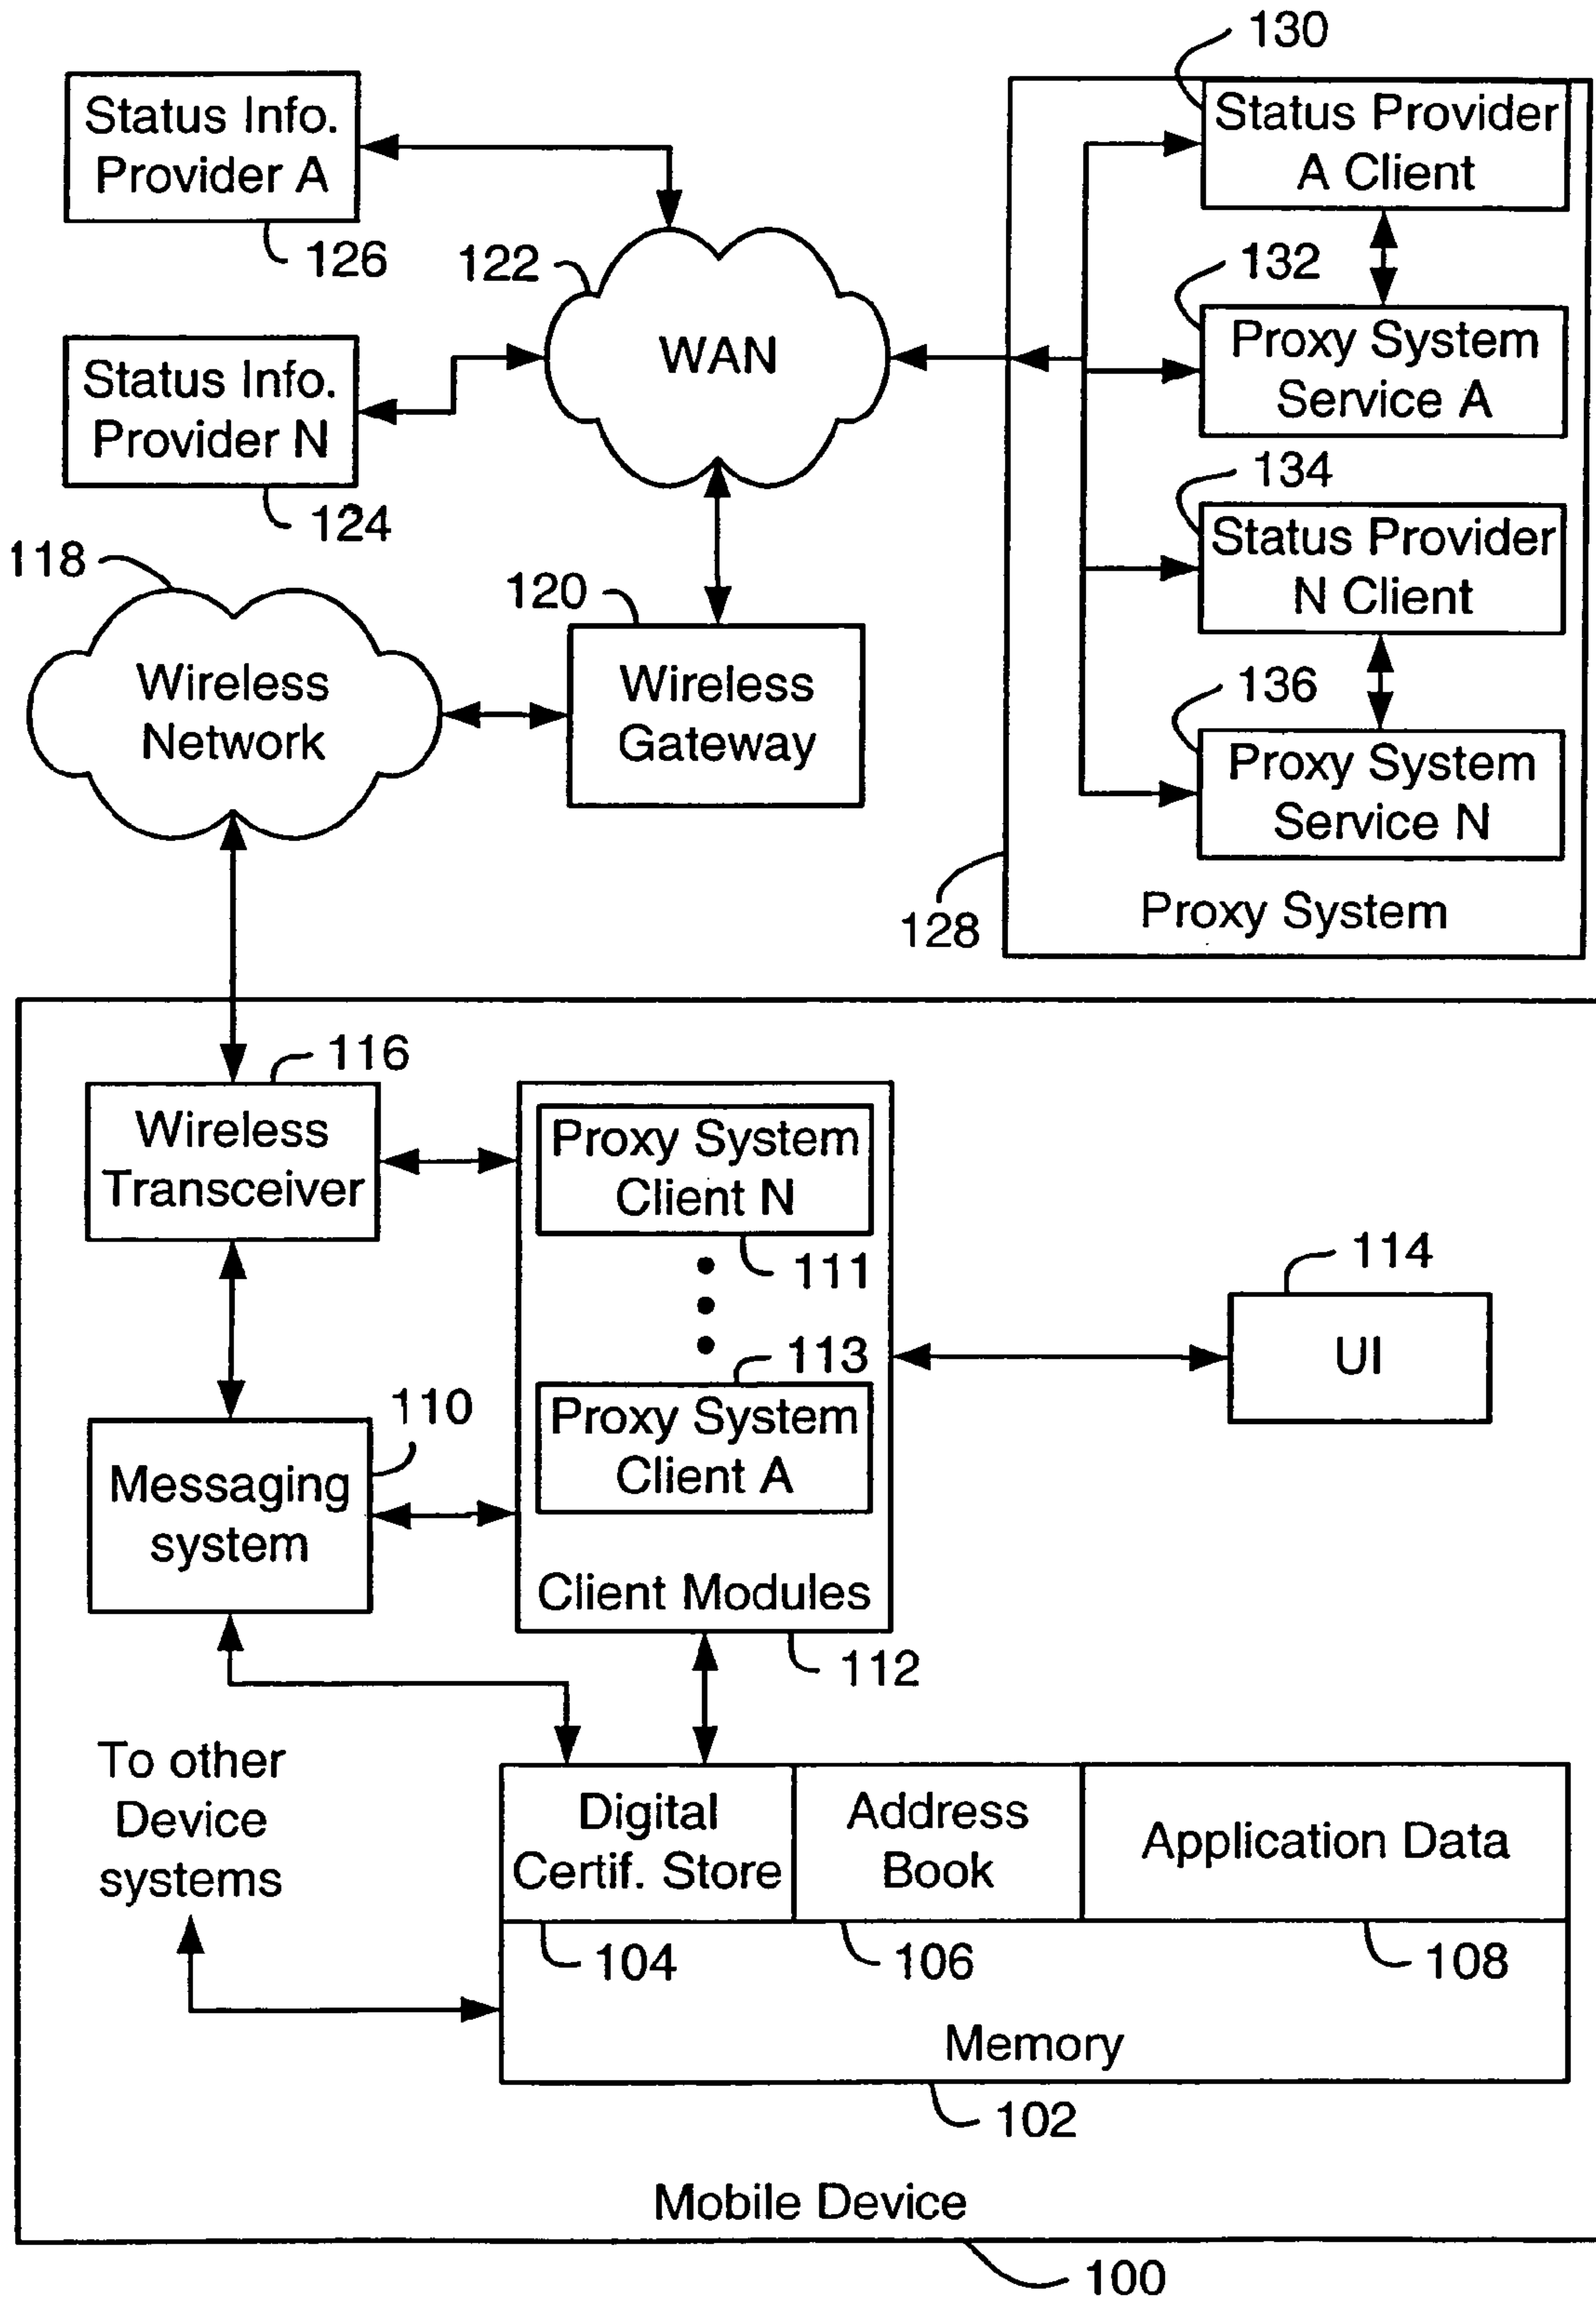 130
Status Info.
Provider A
126
Status Provider
A Client
122
132
WAN
Proxy System
Service A
Status Info.
Provider N
124
134
Status Provider
N Client
118
120
Wireless
Network
Wireless
Gateway
136
Proxy System
Service N
128
Proxy System
116
Wireless
Transceiver
Proxy System
Client N
111
114
UI
113
Proxy System
Client A
110
Messaging
system
Client Modules
112
To other
Device
systems
Digital
Certif. Store
Address
Book
Application Data
104
106
108
Memory
102
Mobile Device
100